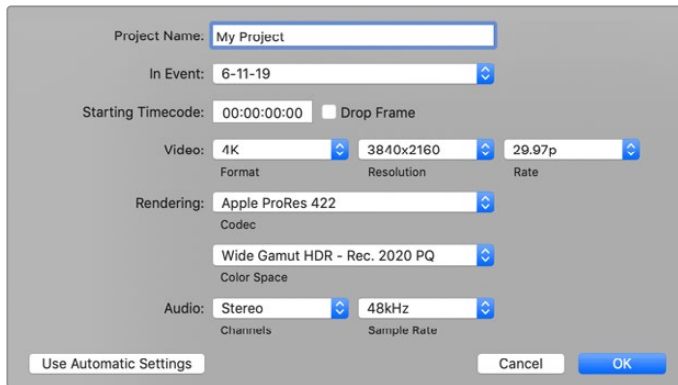 Project Name: My Project
In Event: 6-11-19
Starting Timecode: 00:00:00:00 Drop Frame
Video: 4K 3840x2160 29.97p
Format Resolution Rate
Rendering: Apple ProRes 422
Codec
Wide Gamut HDR - Rec. 2020 PQ
Color Space
Audio: Stereo 48kHz
Channels Sample Rate
Use Automatic Settings Cancel OK